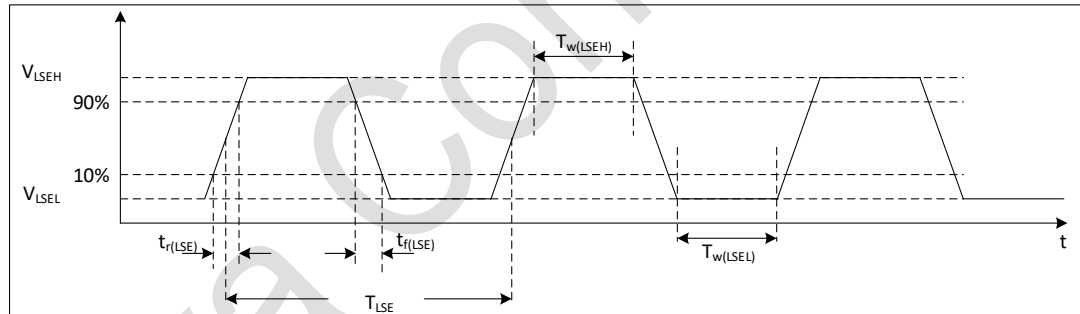 T_w(LSEH)
V_LSEH
90%
10%
V_LSEL
t_r(LSE)
t_f(LSE)
T_w(LSEL)
t
T_LSE